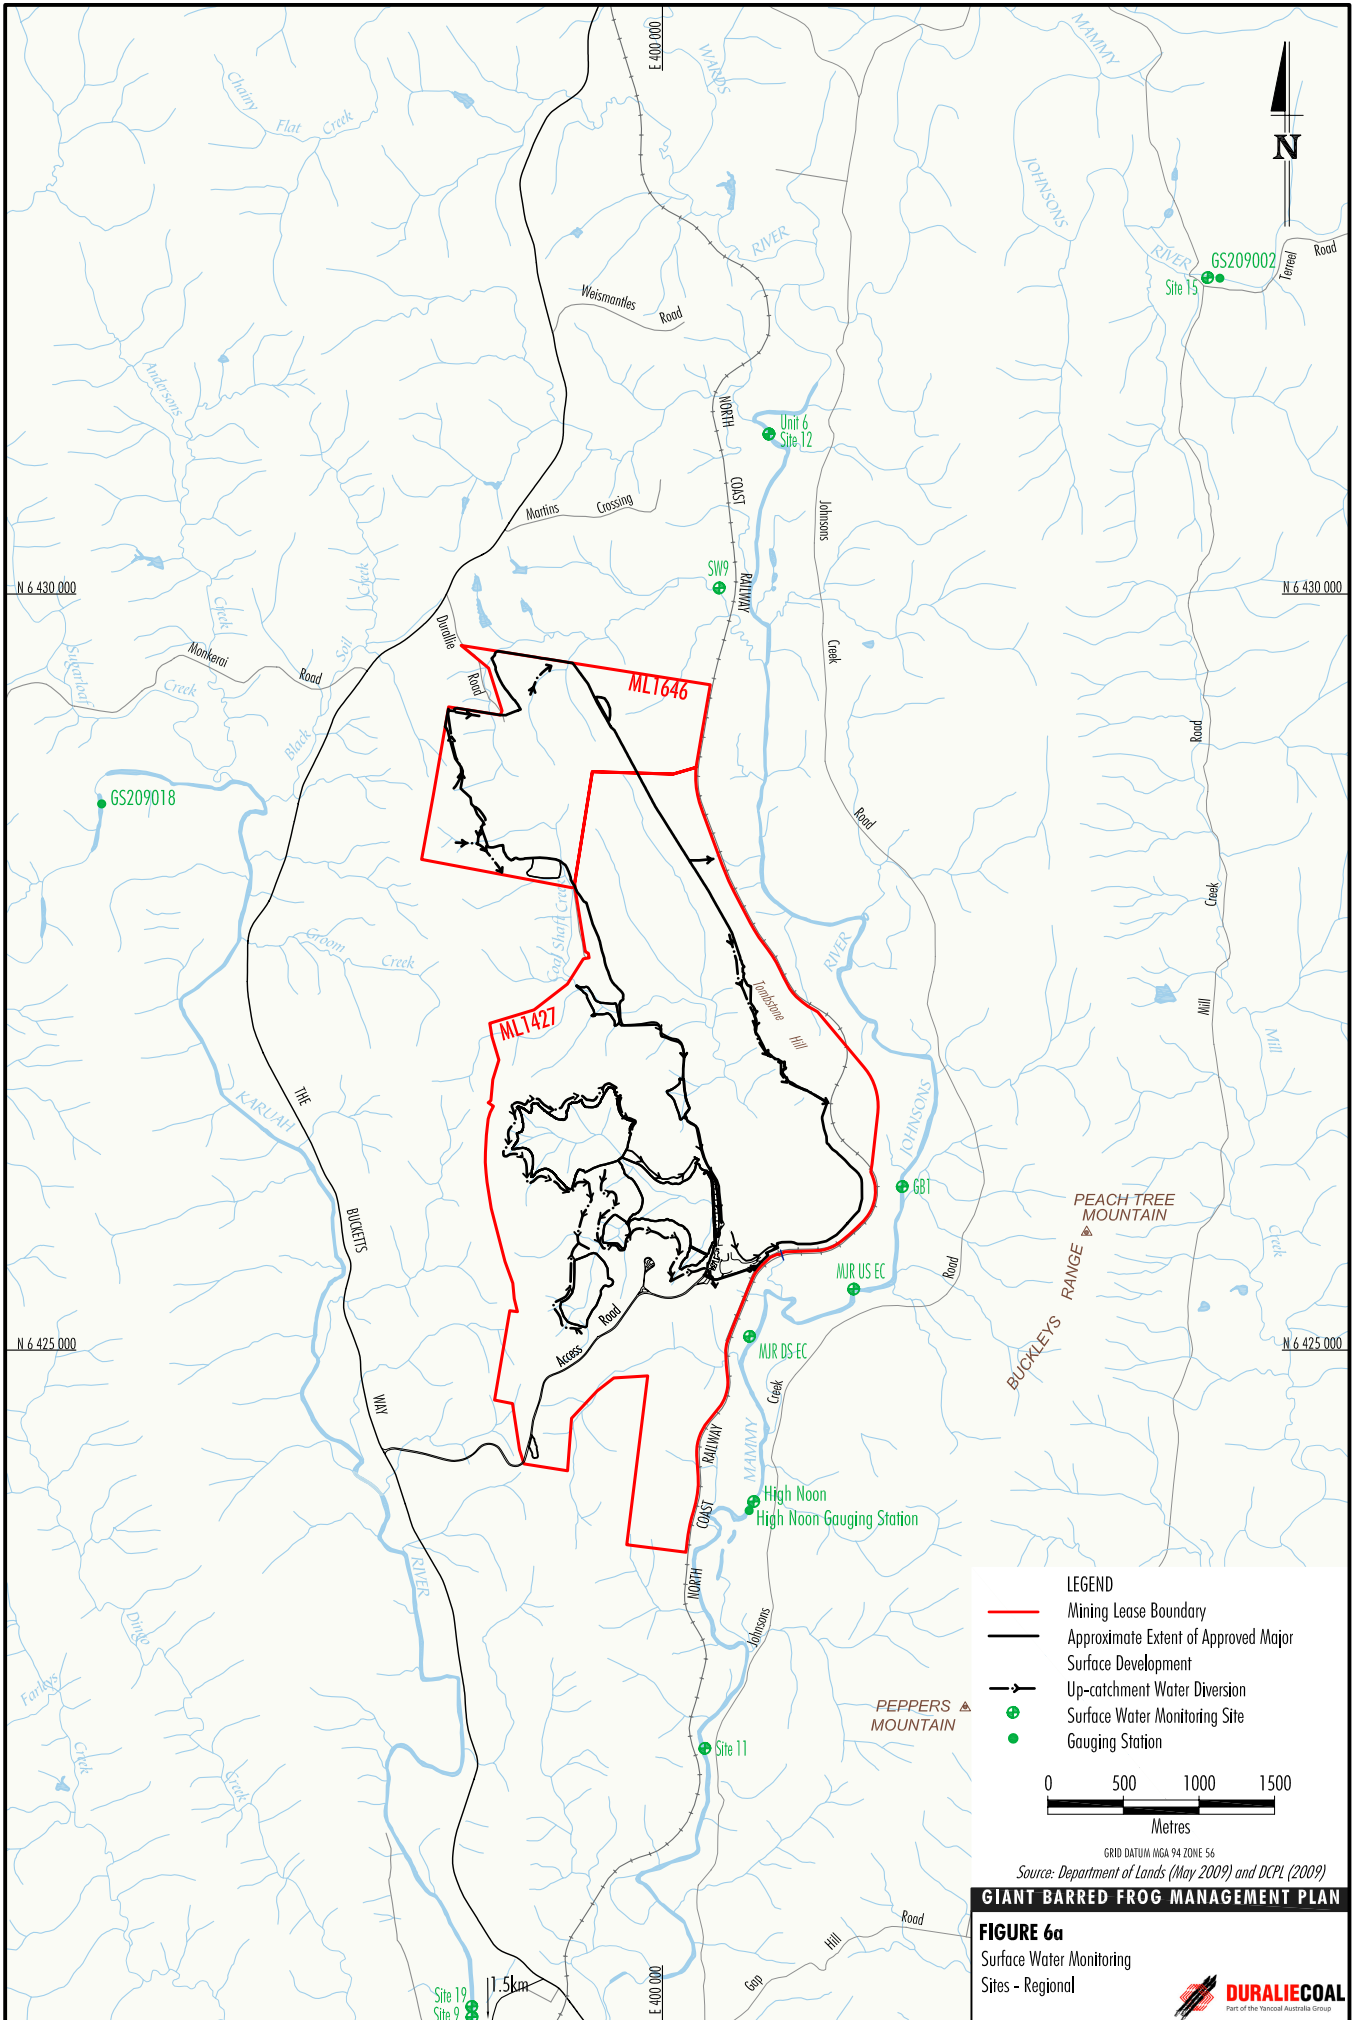 E 400 000
WARDS
MAMMY
Chainy
Flat
Creek
N
JOHNSONS
RIVER
RIVER
GS209002
Site 15
Terreel
Road
Weismantles
Road
Andersons
Creek
NORTH
COAST
RAILWAY
Unit 6
Site 12
Martins
Crossing
Johnsons
Creek
Road
SW9
N 6 430 000
N 6 430 000
Durallie
Road
Monkerai
Road
Sugarloaf
Creek
Black
Soil
Creek
ML1646
GS209018
Road
Creek
Mill
Coal Shaft Creek
Groom
Creek
RIVER
Tombstone
Hill
ML1427
Mill
Creek
KARUAH
THE
BUCKETTS
WAY
JOHNSONS
GB1
PEACH TREE
MOUNTAIN
BUCKLEYS
RANGE
Road
MJR US EC
MJR DS EC
Access
Road
N 6 425 000
N 6 425 000
Creek
RAILWAY
MAMMY
COAST
High Noon
High Noon Gauging Station
NORTH
RIVER
Johnsons
Dingo
Creek
Farleys
Creek
PEPPERS
MOUNTAIN
Site 11
LEGEND
Mining Lease Boundary
Approximate Extent of Approved Major
Surface Development
Up-catchment Water Diversion
Surface Water Monitoring Site
Gauging Station
0 500 1000 1500
Metres
GRID DATUM MGA 94 ZONE 56
Source: Department of Lands (May 2009) and DCPL (2009)
GIANT BARRED FROG MANAGEMENT PLAN
FIGURE 6a
Surface Water Monitoring
Sites - Regional
DURALIECOAL
Part of the Yancoal Australia Group
Gap
Hill
Road
E 400 000
Site 19
Site 9
1.5km